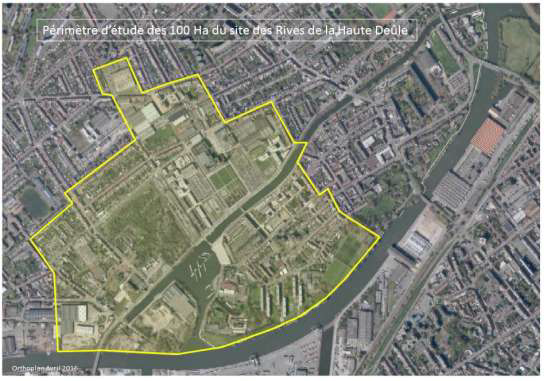 Périmètre d'étude des 100 Ha du site des Rives de la Haute Deûle
Orthoplan Avril 2016